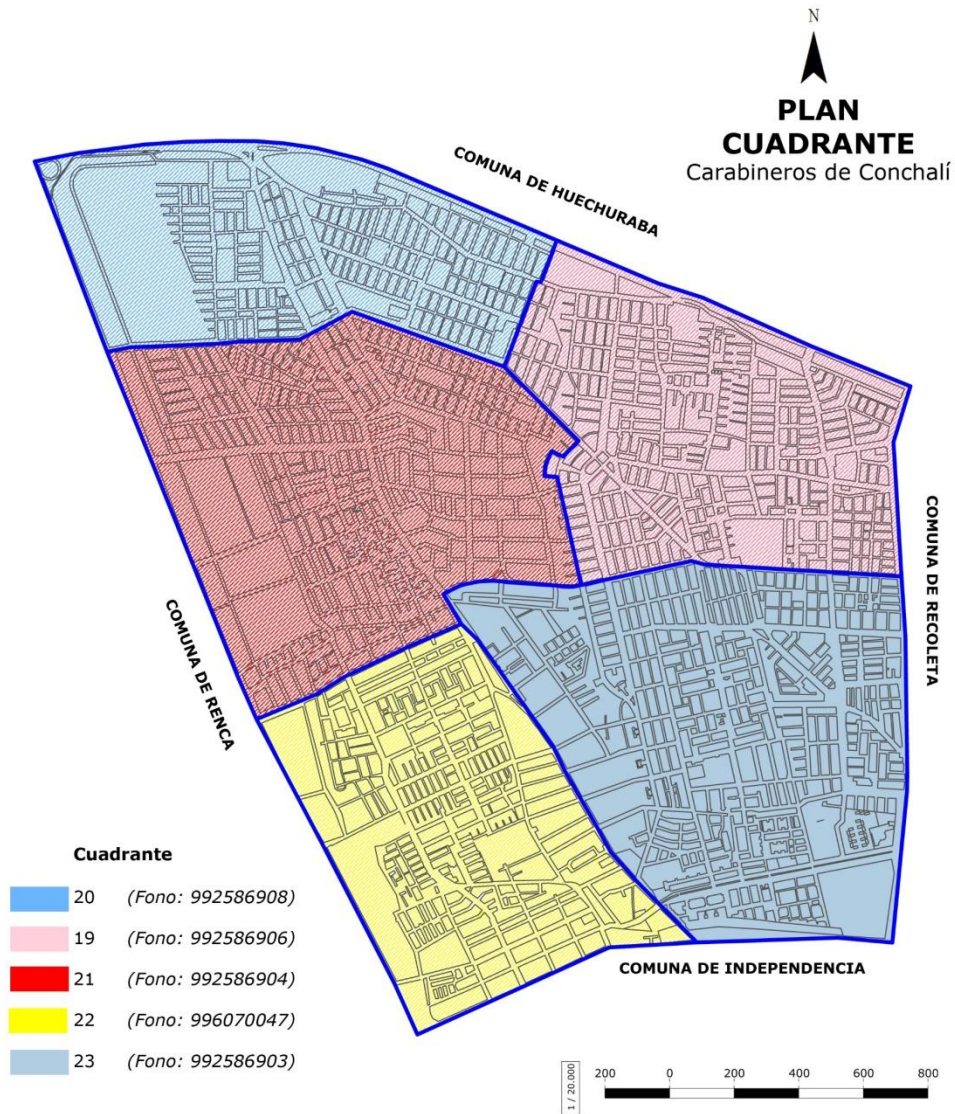 N
PLAN
CUADRANTE
Carabineros de Conchalí
COMUNA DE HUECHURABA
COMUNA DE RECOLETA
COMUNA DE RENCA
COMUNA DE INDEPENDENCIA
Cuadrante
20 (Fono: 992586908)
19 (Fono: 992586906)
21 (Fono: 992586904)
22 (Fono: 996070047)
23 (Fono: 992586903)
1 / 20.000
200 0 200 400 600 800